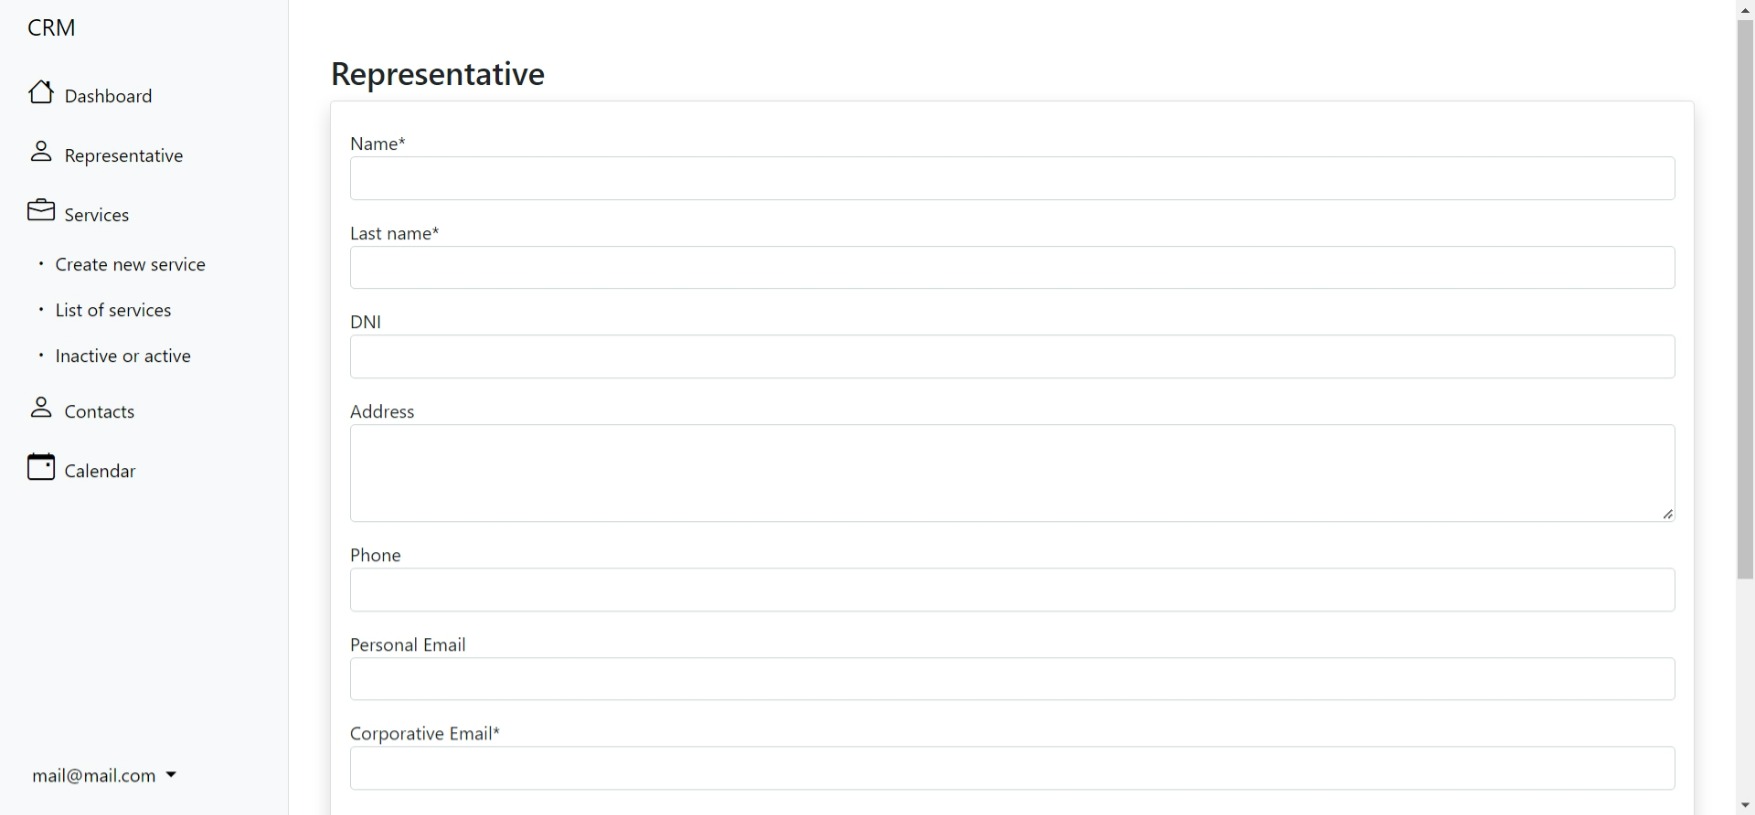 CRM
Dashboard
Representative
Services
· Create new service
· List of services
· Inactive or active
Contacts
Calendar
mail@mail.com
Representative
Name*
Last name*
DNI
Address
Phone
Personal Email
Corporative Email*